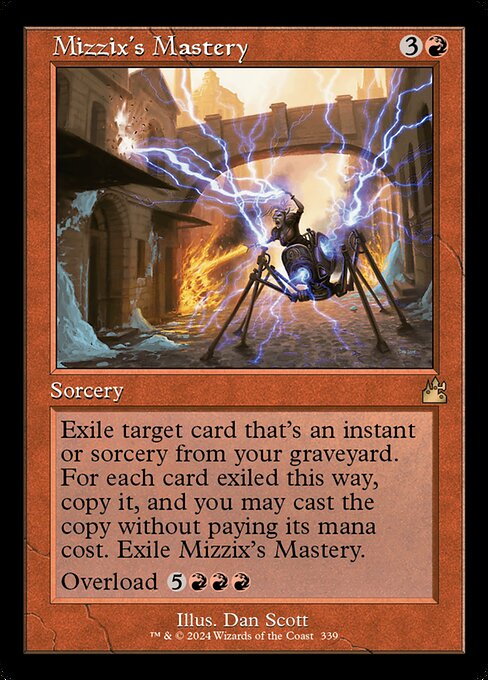 Mizzix's Mastery 3
Sorcery
Exile target card that's an instant
or sorcery from your graveyard.
For each card exiled this way,
copy it, and you may cast the
copy without paying its mana
cost. Exile Mizzix's Mastery.
Overload 5
Illus. Dan Scott
™ & © 2024 Wizards of the Coast 339